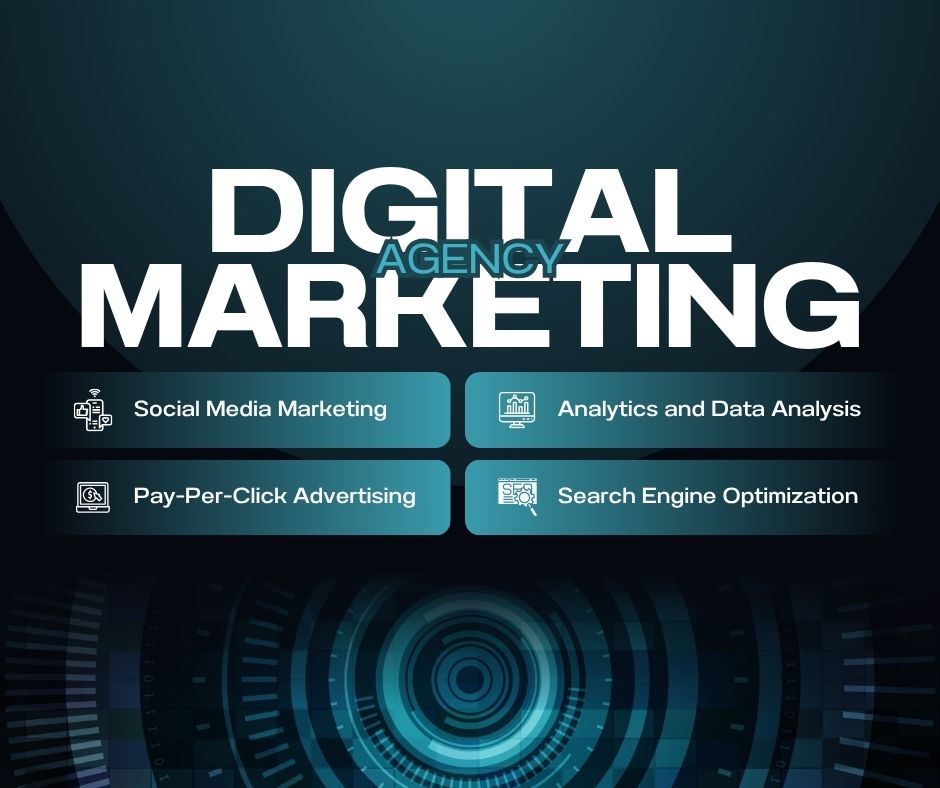 DIGITAL
AGENCY
MARKETING
Social Media Marketing
Analytics and Data Analysis
Pay-Per-Click Advertising
Search Engine Optimization